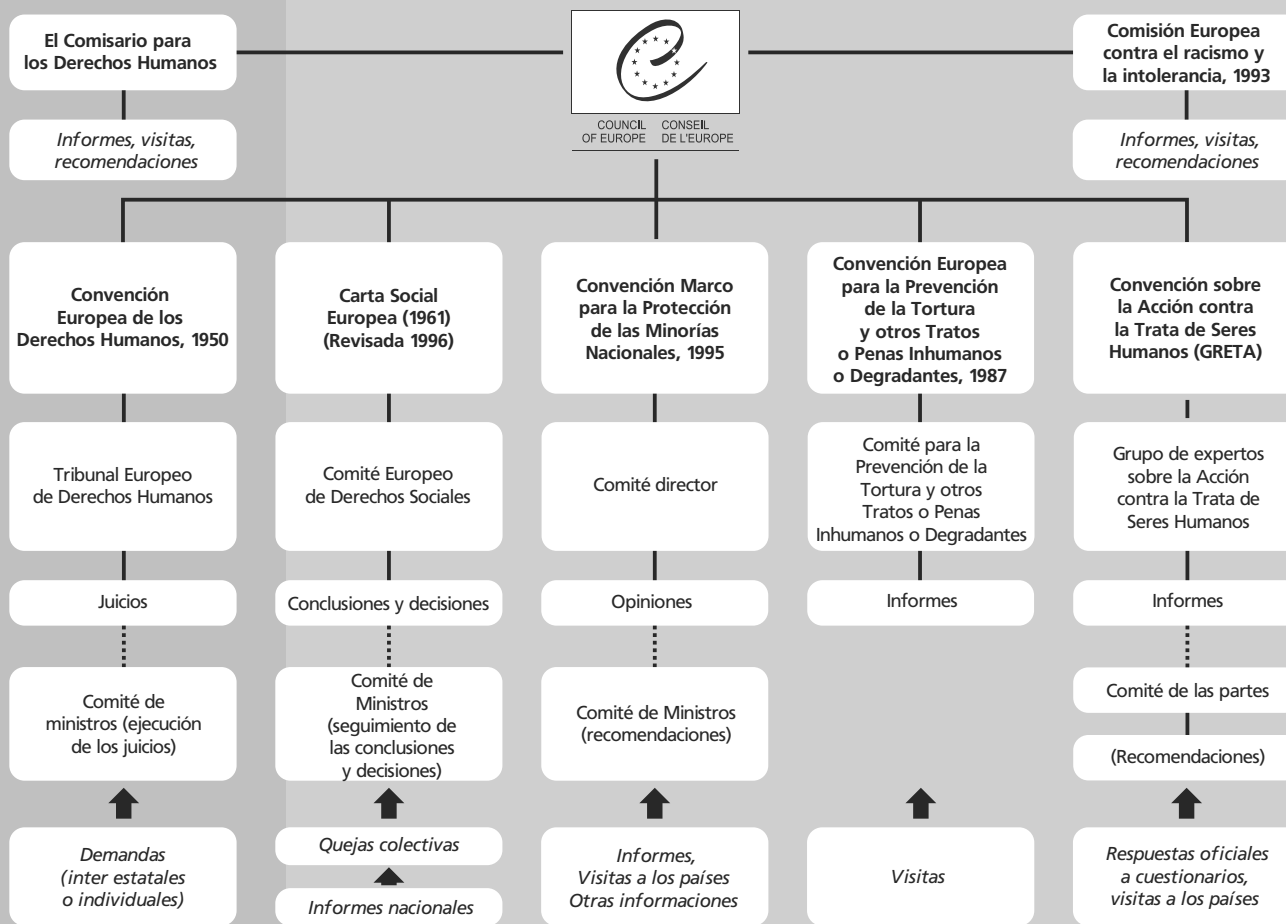 El Comisario para
los Derechos Humanos
Informes, visitas,
recomendaciones
COUNCIL OF EUROPE
CONSEIL DE L'EUROPE
Comisión Europea
contra el racismo y
la intolerancia, 1993
Informes, visitas,
recomendaciones
Convención
Europea de los
Derechos Humanos, 1950
Carta Social
Europea (1961)
(Revisada 1996)
Convención Marco
para la Protección
de las Minorías
Nacionales, 1995
Convención Europea
para la Prevención
de la Tortura
y otros Tratos
o Penas Inhumanos
o Degradantes, 1987
Convención sobre
la Acción contra
la Trata de Seres
Humanos (GRETA)
Tribunal Europeo
de Derechos Humanos
Comité Europeo
de Derechos Sociales
Comité director
Comité para la
Prevención de la
Tortura y otros
Tratos o Penas
Inhumanos o Degradantes
Grupo de expertos
sobre la Acción
contra la Trata de
Seres Humanos
Juicios
Conclusiones y decisiones
Opiniones
Informes
Informes
Comité de
ministros (ejecución
de los juicios)
Comité de
Ministros
(seguimiento de
las conclusiones
y decisiones)
Comité de Ministros
(recomendaciones)
Comité de las partes
(Recomendaciones)
Demandas
(inter estatales
o individuales)
Quejas colectivas
Informes nacionales
Informes,
Visitas a los países
Otras informaciones
Visitas
Respuestas oficiales
a cuestionarios,
visitas a los países